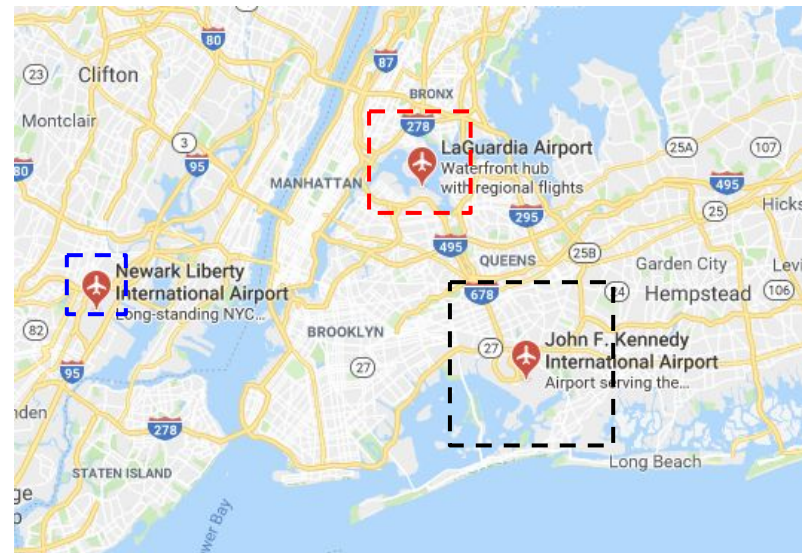 80
87
23
Clifton
BRONX
Montclair
278
3
LaGuardia Airport
25A
107
80
95
Waterfront hub
MANHATTAN
with regional flights
495
25
Hicks
295
495
25B
QUEENS
Garden City
Levi
Newark Liberty
International Airport
Long-standing NYC...
678
24
Hempstead
106
82
BROOKLYN
John F. Kennedy
27
International Airport
95
27
Airport serving the...
den
278
Long Beach
STATEN ISLAND
ge